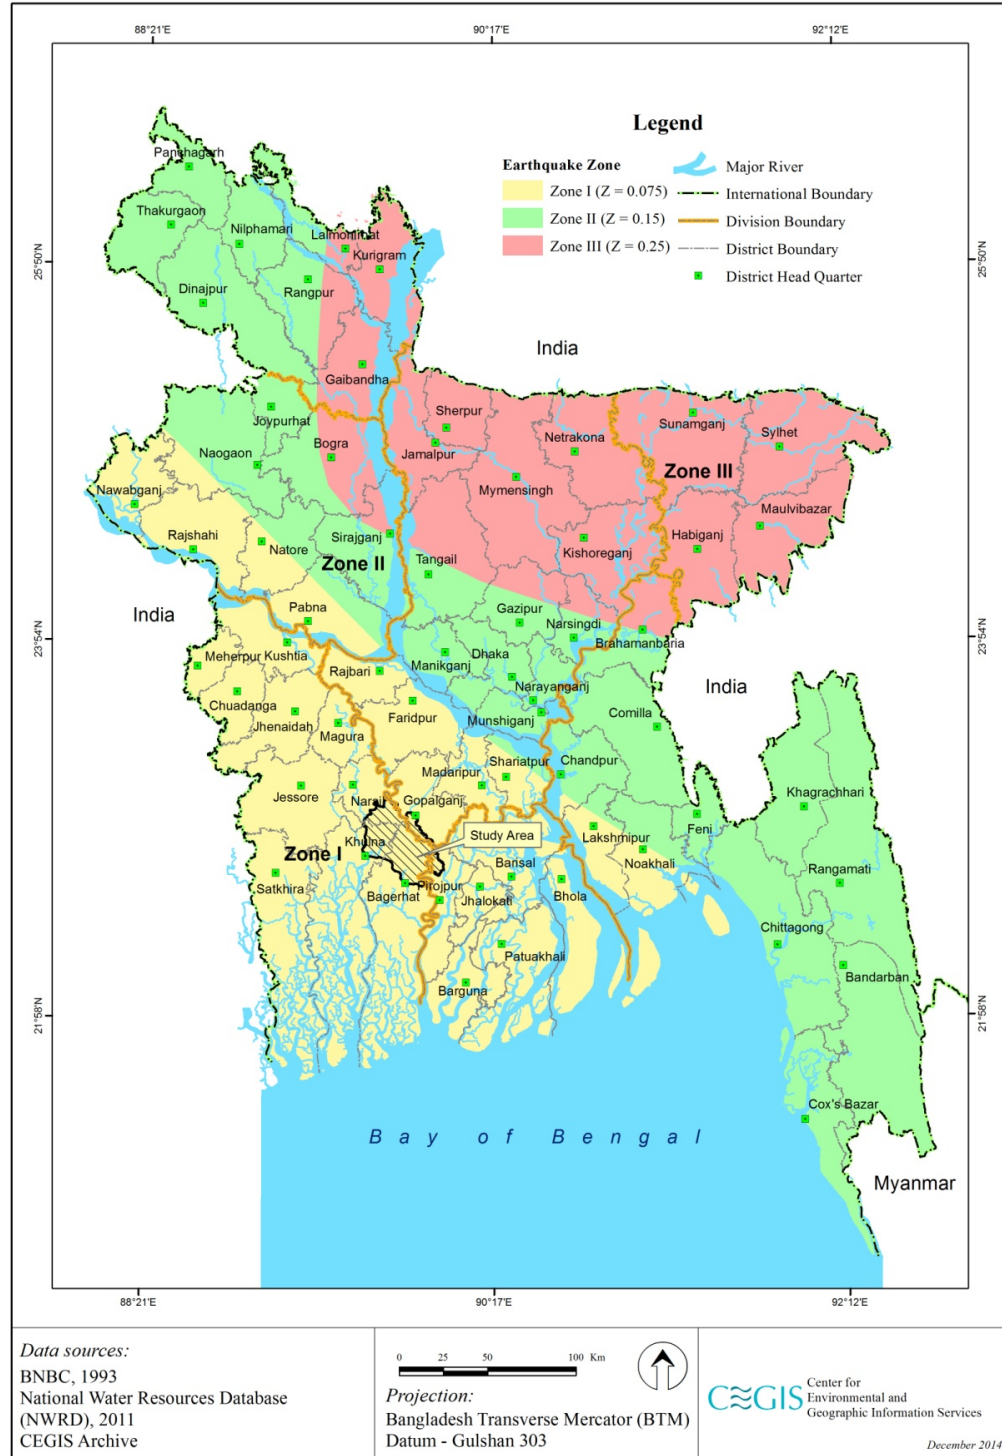 88°21'E
90°17'E
92°12'E
Legend
Earthquake Zone
Zone I (Z = 0.075)
Zone II (Z = 0.15)
Zone III (Z = 0.25)
Major River
International Boundary
Division Boundary
District Boundary
District Head Quarter
25°50'N
25°50'N
Panchagarh
Thakurgaon
Nilphamari
Lalmonirhat
Kurigram
Dinajpur
Rangpur
India
Gaibandha
Joypurhat
Sherpur
Jamalpur
Netrakona
Sunamganj
Sylhet
Naogaon
Bogra
Mymensingh
Zone III
Nawabganj
Maulvibazar
Rajshahi
Natore
Sirajganj
Kishoreganj
Habiganj
Zone II
Tangail
India
Pabna
Gazipur
Narsingdi
23°54'N
23°54'N
Brahamanbaria
Meherpur
Kushtia
Rajbari
Manikganj
Dhaka
Narayanganj
India
Chuadanga
Jhenaidah
Magura
Faridpur
Munshiganj
Comilla
Shariatpur
Chandpur
Madaripur
Jessore
Narail
Gopalganj
Khagrachhari
Study Area
Lakshmipur
Feni
Khulna
Zone I
Noakhali
Satkhira
Barisal
Rangamati
Bagerhat
Pirojpur
Jhalokati
Bhola
Chittagong
Patuakhali
Bandarban
Barguna
21°58'N
21°58'N
Cox's Bazar
Bay of Bengal
Myanmar
88°21'E
90°17'E
92°12'E
Data sources:
BNBC, 1993
National Water Resources Database
(NWRD), 2011
CEGIS Archive
0 25 50 100 Km
Projection:
Bangladesh Transverse Mercator (BTM)
Datum - Gulshan 303
CEGIS
Center for
Environmental and
Geographic Information Services
December 2014